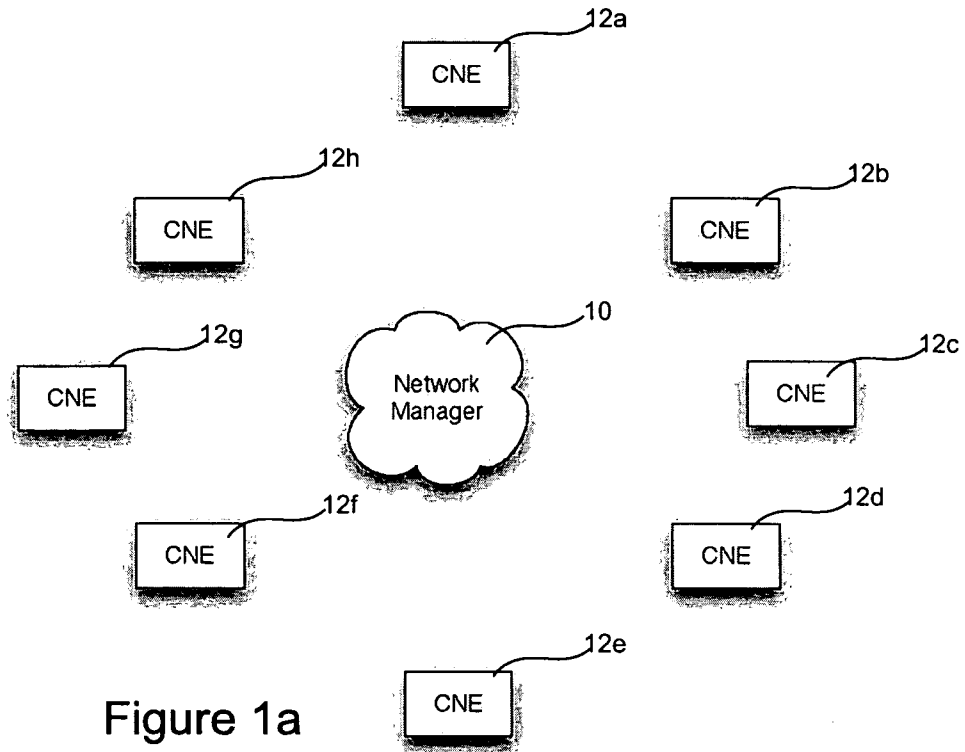 12a
CNE
12h
12b
CNE
CNE
10
12g
12c
Network
Manager
CNE
CNE
12f
12d
CNE
CNE
12e
CNE
Figure 1a